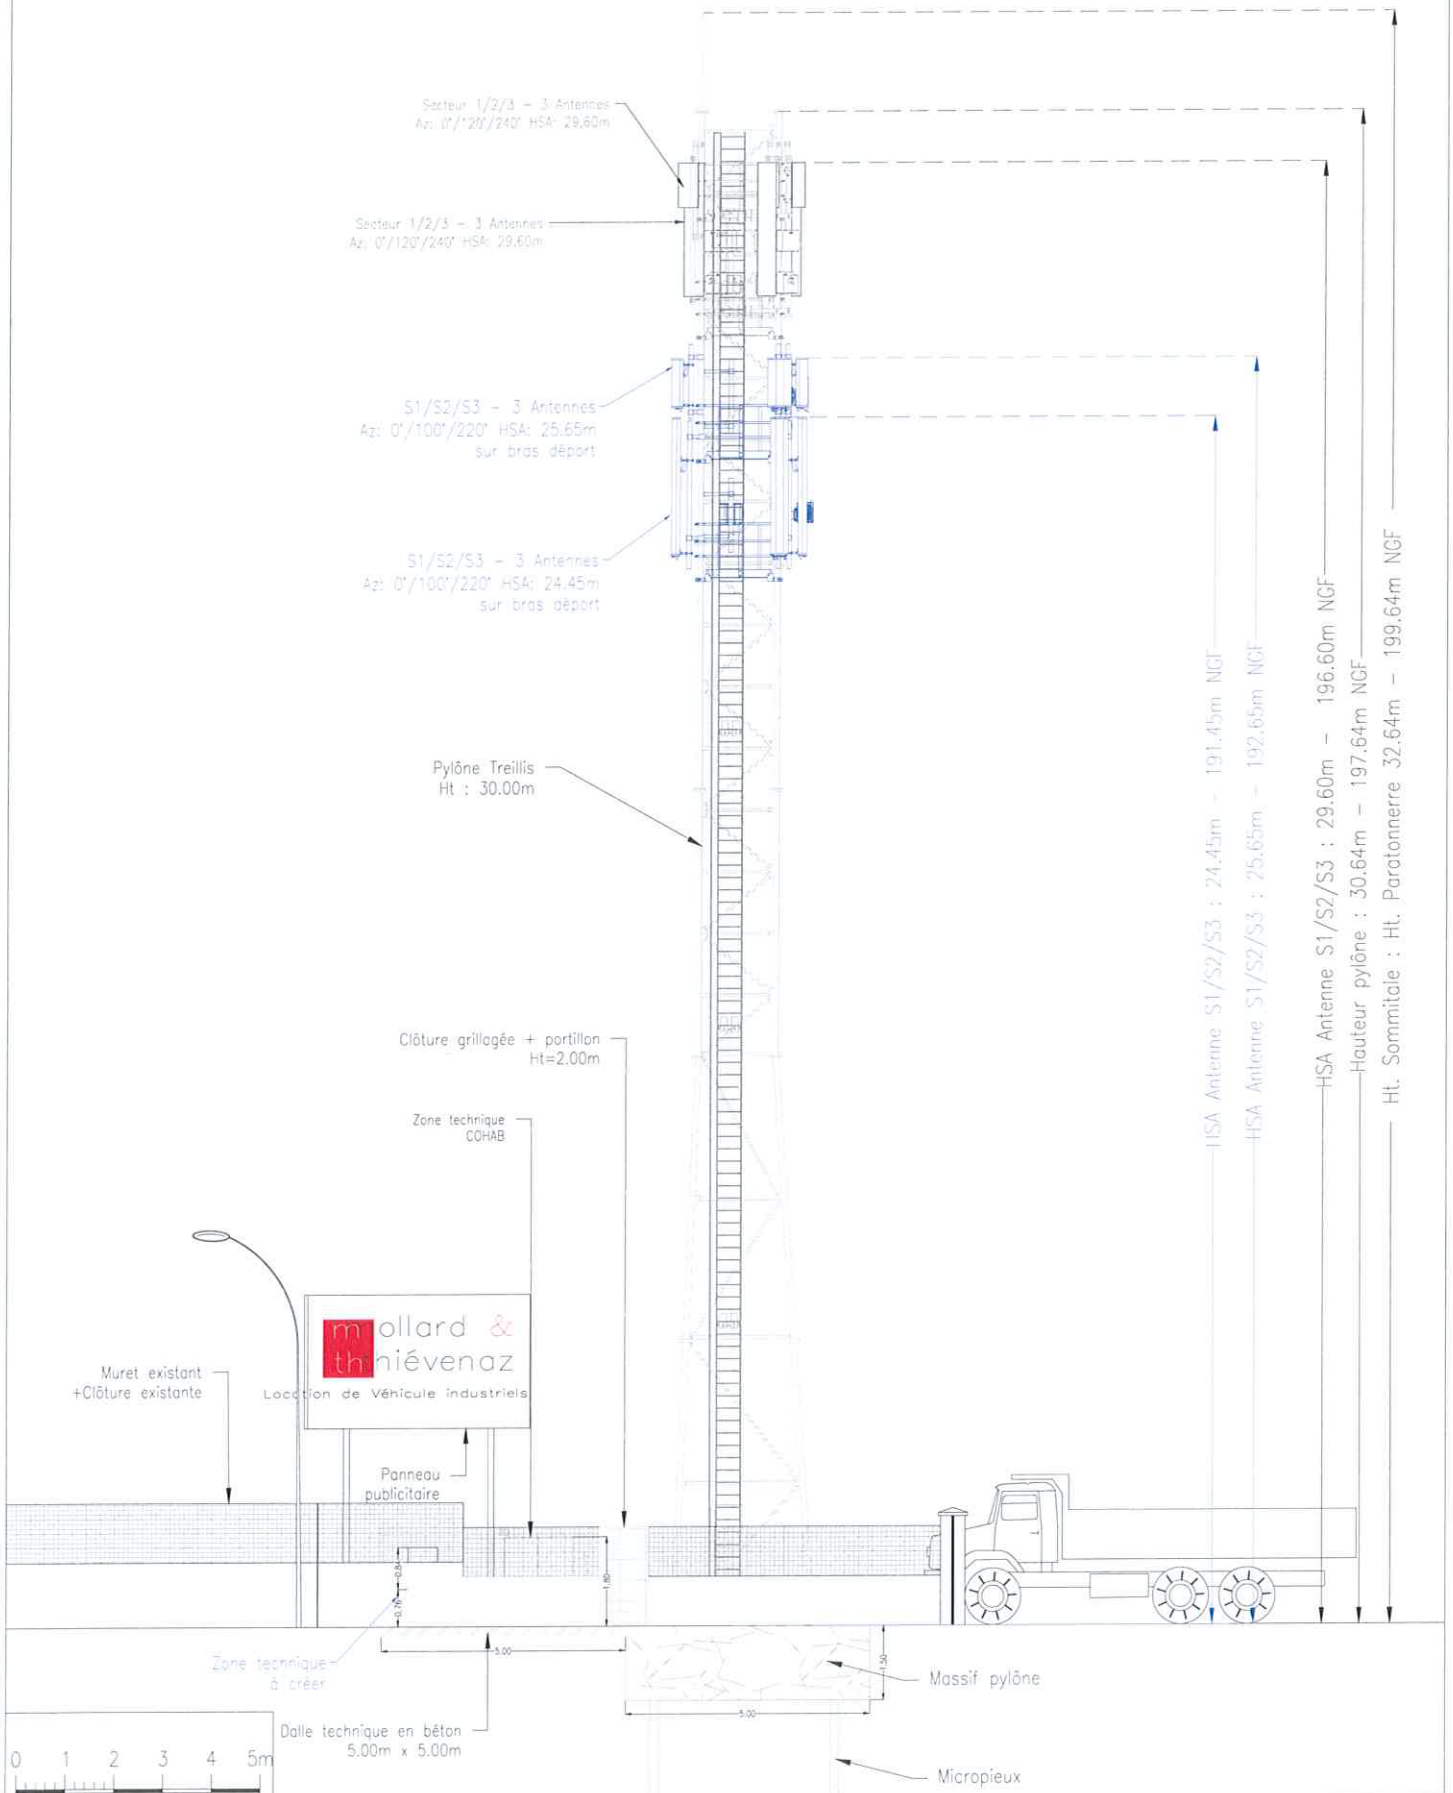 Secteur 1/2/3 - 3 Antennes
Az: 0°/120°/240° HSA: 29,60m
Secteur 1/2/3 - 3 Antennes
Az: 0°/120°/240° HSA: 29.60m
S1/S2/S3 - 3 Antennes
Az: 0°/100°/220° HSA: 25.65m
sur bras déport
S1/S2/S3 - 3 Antennes
Az: 0°/100°/220° HSA: 24.45m
sur bras déport
Pylône Treillis
Ht : 30.00m
Clôture grillagée + portillon
Ht=2.00m
Zone technique
COHAB
HSA Antenne S1/S2/S3 : 24.45m - 191.45m NGF
HSA Antenne S1/S2/S3 : 25.65m - 192.65m NGF
HSA Antenne S1/S2/S3 : 29.60m - 196.60m NGF
Hauteur pylône : 30.64m - 197.64m NGF
Ht. Sommitale : Ht. Paratonnerre 32.64m - 199.64m NGF
mollard &
thhiévenaz
Location de Véhicule industriels
Muret existant
+Clôture existante
Panneau
publicitaire
0.84
0.76
1.80
5.00
1.50
5.00
Zone technique
à créer
Massif pylône
Dalle technique en béton
5.00m x 5.00m
Micropieux
0 1 2 3 4 5m